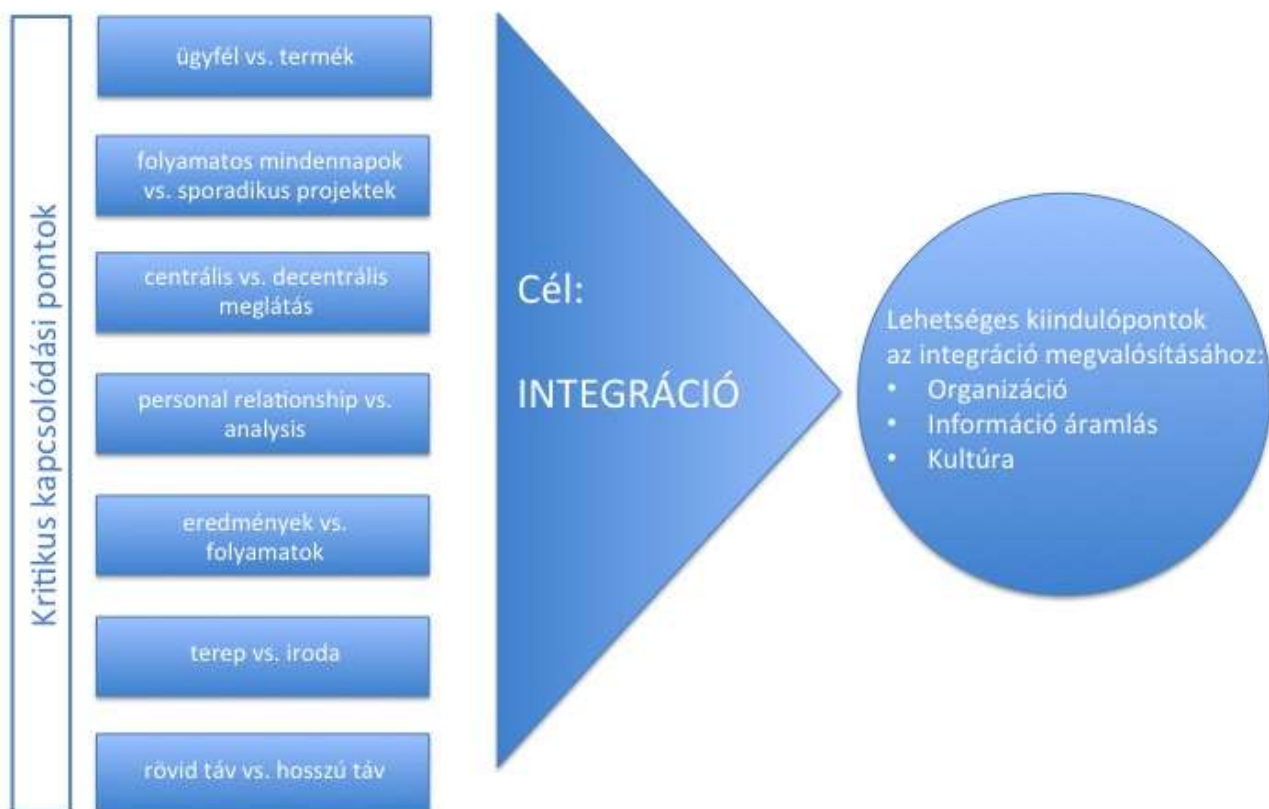 Kritikus kapcsolódási pontok
ügyfél vs. termék
folyamatos mindennapok
vs. sporadikus projektek
centrális vs. decentrális
meglátás
personal relationship vs.
analysis
eredmények vs.
folyamatok
terep vs. iroda
rövid táv vs. hosszú táv
Cél:
INTEGRÁCIÓ
Lehetséges kiindulópontok
az integráció megvalósításához:
• Organizáció
• Információ áramlás
• Kultúra